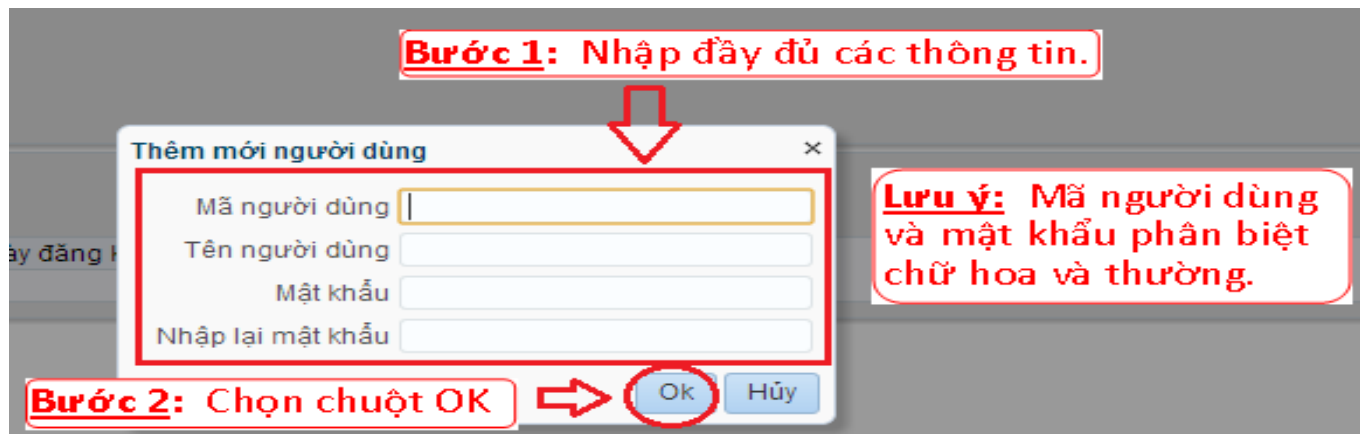 Bước 1: Nhập đầy đủ các thông tin.
Thêm mới người dùng ×
Mã người dùng
Tên người dùng
Mật khẩu
Nhập lại mật khẩu
Lưu ý: Mã người dùng
và mật khẩu phân biệt
chữ hoa và thường.
ày đăng
Bước 2: Chọn chuột OK
Ok Hủy